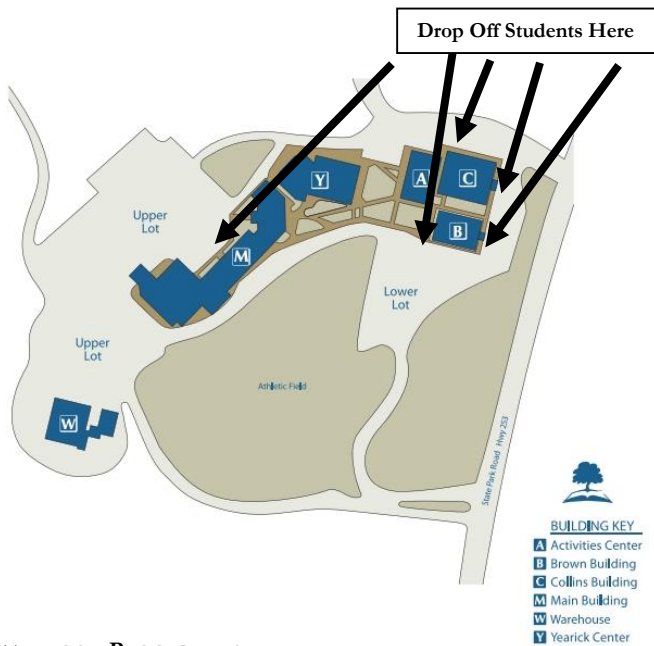 Drop Off Students Here
Y
A
C
B
Upper
Lot
M
Lower
Lot
Upper
Lot
Athletic Field
W
State Park Road Hwy 253
BUILDING KEY
A Activities Center
B Brown Building
C Collins Building
M Main Building
W Warehouse
Y Yearick Center